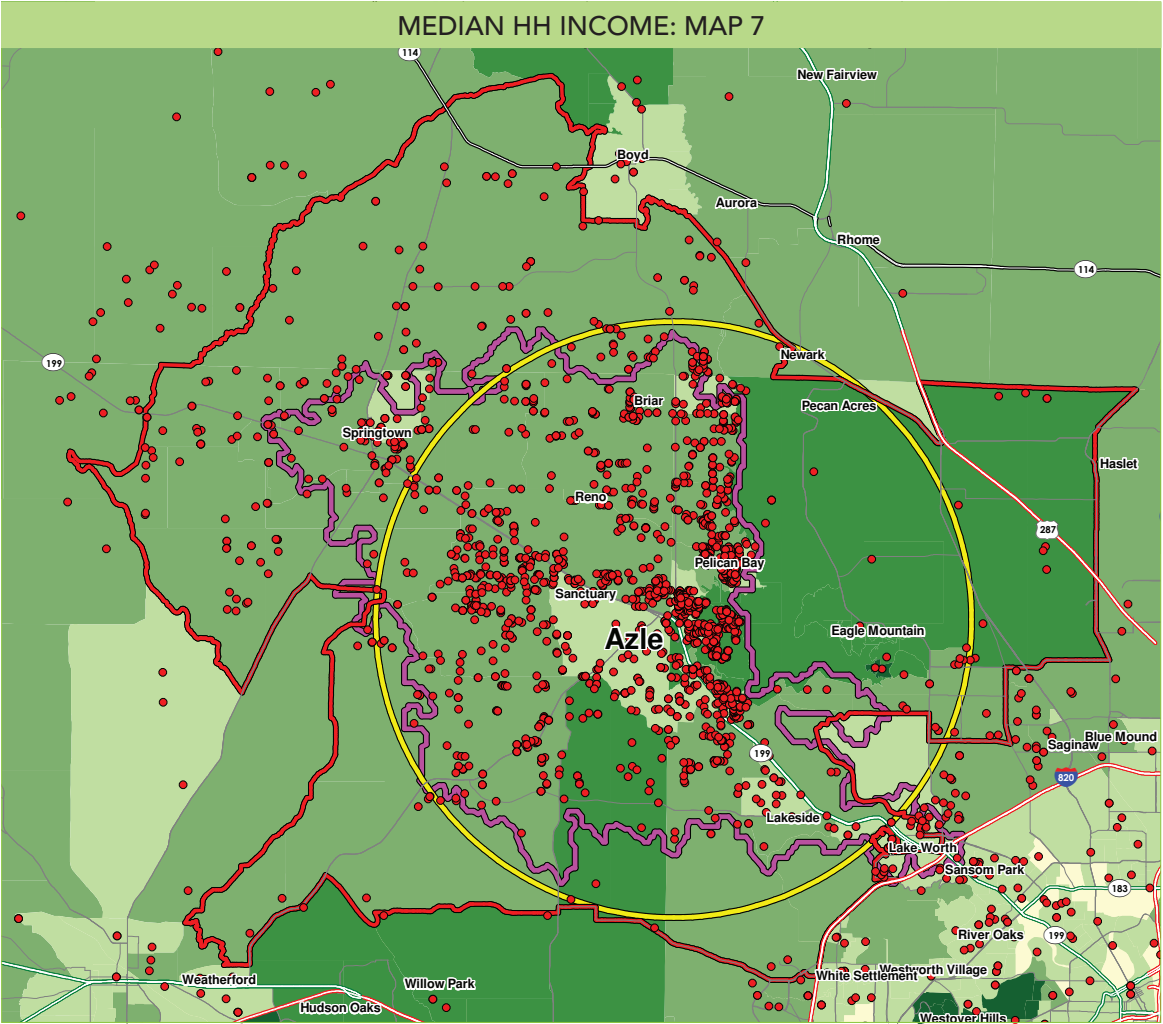 MEDIAN HH INCOME: MAP 7
114
New Fairview
Boyd
Aurora
Rhome
114
199
Newark
Briar
Pecan Acres
Springtown
Haslet
Reno
287
Pelican Bay
Sanctuary
Azle
Eagle Mountain
Saginaw
Blue Mound
199
820
Lakeside
Lake Worth
Sansom Park
183
River Oaks
199
Weatherford
Willow Park
White Settlement
Westworth Village
Hudson Oaks
Westover Hills